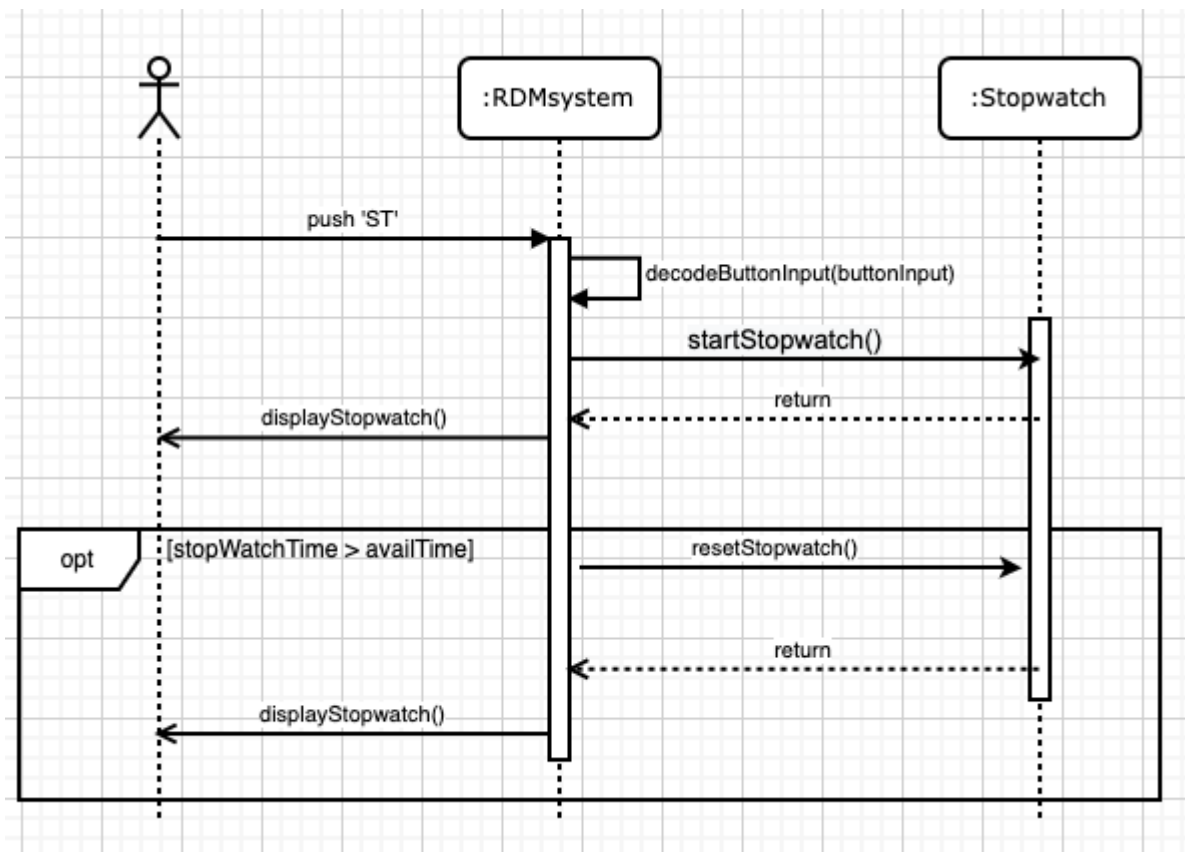 :RDMsystem
:Stopwatch
push 'ST'
decodeButtonInput(buttonInput)
startStopwatch()
return
displayStopwatch()
opt
[stopWatchTime > availTime]
resetStopwatch()
return
displayStopwatch()